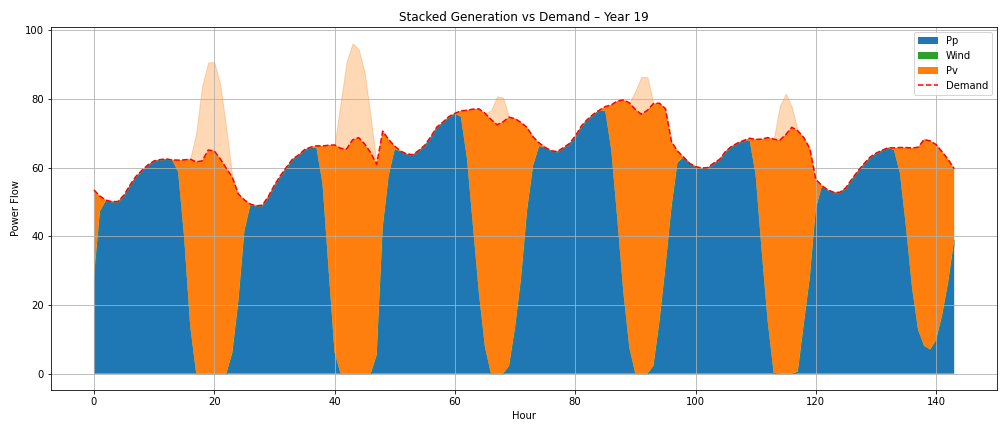 Stacked Generation vs Demand – Year 19
Pp
Wind
Pv
Demand
Power Flow
100
80
60
40
20
0
0 20 40 60 80 100 120 140
Hour